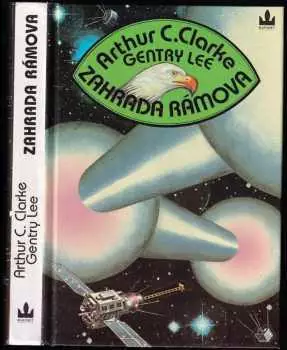 ZAHRADA RÁMOVA
Arthur C. Clarke
Gentry Lee
Arthur C. Clarke
GENTRY LEE
ZAHRADA RÁMOVA